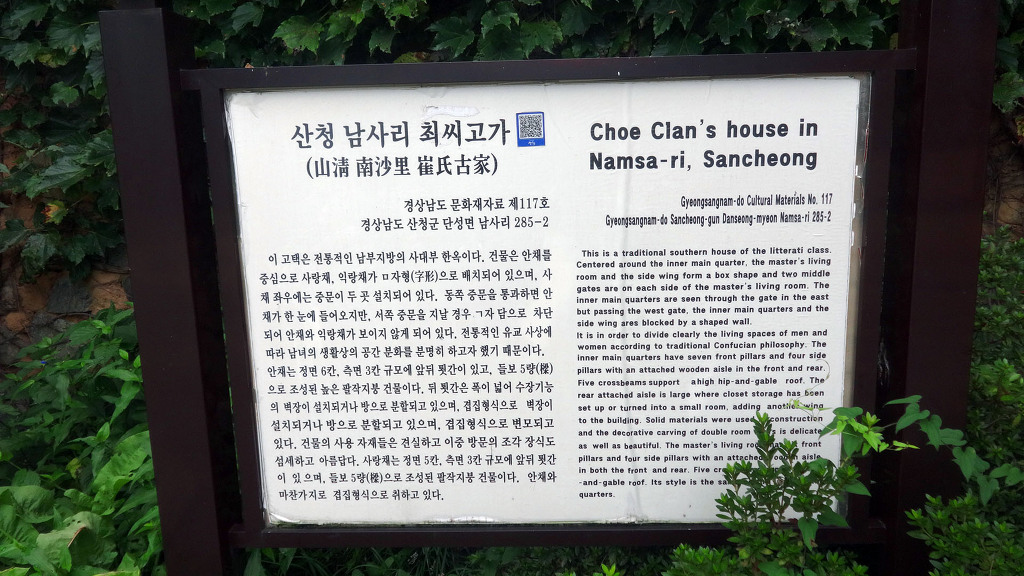 산청 남사리 최씨고가
(山淸 南沙里 崔氏古家)
경상남도 문화재자료 제117호
경상남도 산청군 단성면 남사리 285-2
이 고택은 전통적인 남부지방의 사대부 한옥이다. 건물은 안채를
중심으로 사랑채, 익랑채가 ㅁ자형(字形)으로 배치되어 있으며, 사
채 좌우에는 중문이 두 곳 설치되어 있다. 동쪽 중문을 통과하면 안
채가 한 눈에 들어오지만, 서쪽 중문을 지날 경우 ㄱ자 담으로 차단
되어 안채와 익랑채가 보이지 않게 되어 있다. 전통적인 유교 사상에
따라 남녀의 생활상의 공간 분화를 분명히 하고자 했기 때문이다.
안채는 정면 6칸, 측면 3칸 규모에 앞뒤 툇간이 있고, 들보 5량(樑)
으로 조성된 높은 팔작지붕 건물이다. 뒤 툇간은 폭이 넓어 수장기능
의 벽장이 설치되거나 방으로 분할되고 있으며, 겹집형식으로 벽장이
설치되거나 방으로 분할되고 있으며, 겹집형식으로 변모되고
있다. 건물의 사용 자재들은 견실하고 이중 방문의 조각 장식도
섬세하고 아름답다. 사랑채는 정면 5칸, 측면 3칸 규모에 앞뒤 툇간
이 있으며, 들보 5량(樑)으로 조성된 팔작지붕 건물이다. 안채와
마찬가지로 겹집형식으로 취하고 있다.
Choe Clan's house in
Namsa-ri, Sancheong
Gyeongsangnam-do Cultural Materials No. 117
Gyeongsangnam-do Sancheong-gun Danseong-myeon Namsa-ri 285-2
This is a traditional southern house of the litterati class.
Centered around the inner main quarter, the master's living
room and the side wing form a box shape and two middle
gates are on each side of the master's living room. The
inner main quarters are seen through the gate in the east
but passing the west gate, the inner main quarters and the
side wing ares blocked by a shaped wall.
It is in order to divide clearly the living spaces of men and
women according to traditional Confucian philosophy. The
inner main quarters have seven front pillars and four side
pillars with an attached wooden aisle in the front and rear.
Five crossbeams support a high hip-and-gable roof. The
rear attached aisle is large where closet storage has been
set up or turned into a small room, adding another wing
to the building. Solid materials were used construction
and the decorative carving of double room is delicate
as well as beautiful. The master's living room front
pillars and four side pillars with an attached wooden aisle
in both the front and rear. Five
-and-gable roof. Its style is the
quarters.